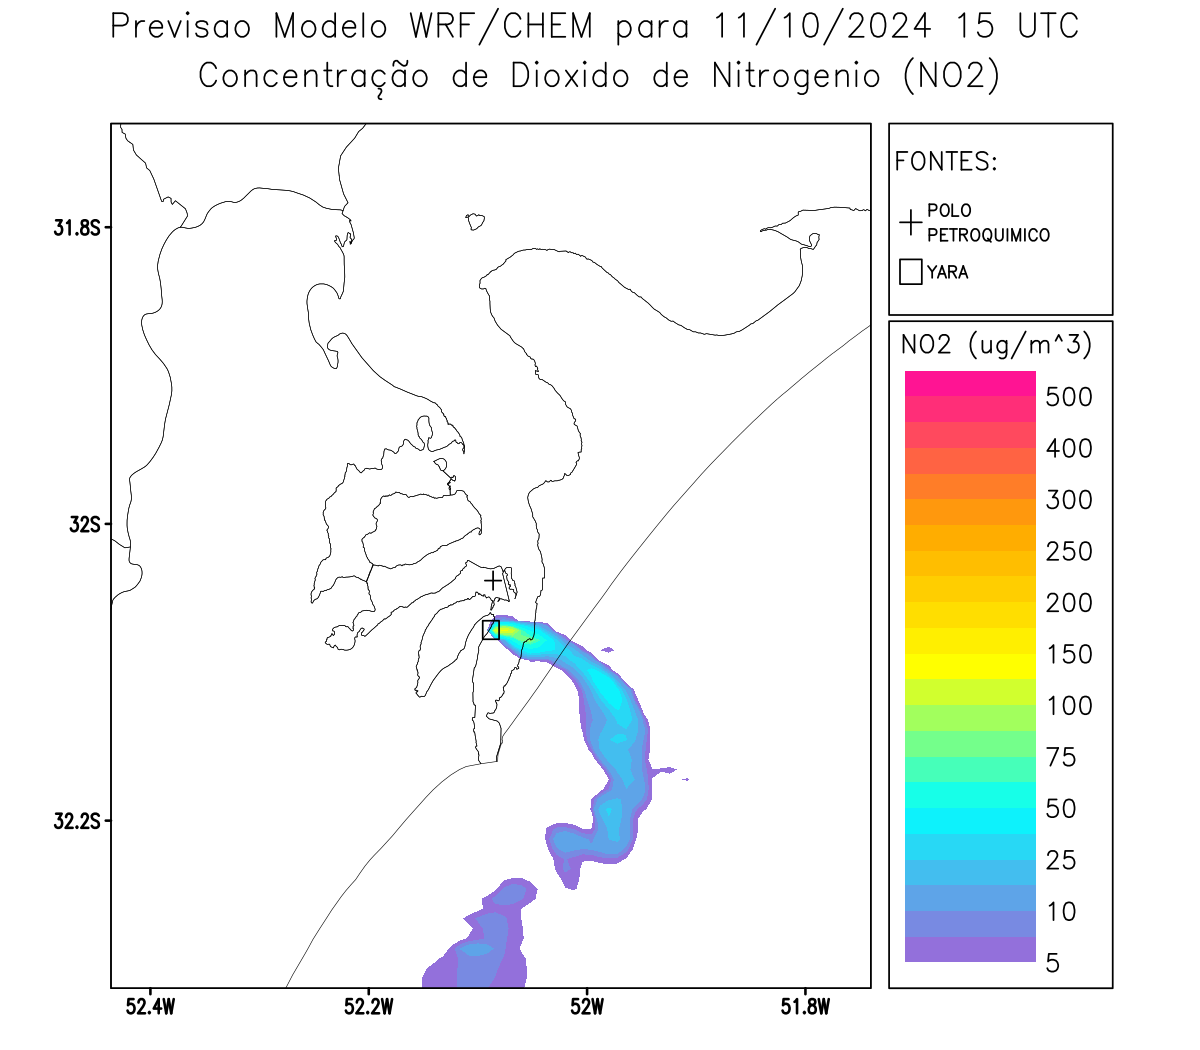 Previsao Modelo WRF/CHEM para 11/10/2024 15 UTC
Concentração de Dioxido de Nitrogenio (NO2)
FONTES:
POLO
PETROQUIMICO
YARA
NO2 (ug/m^3)
500
400
300
250
200
150
100
75
50
25
10
5
31.8S
32S
32.2S
52.4W
52.2W
52W
51.8W